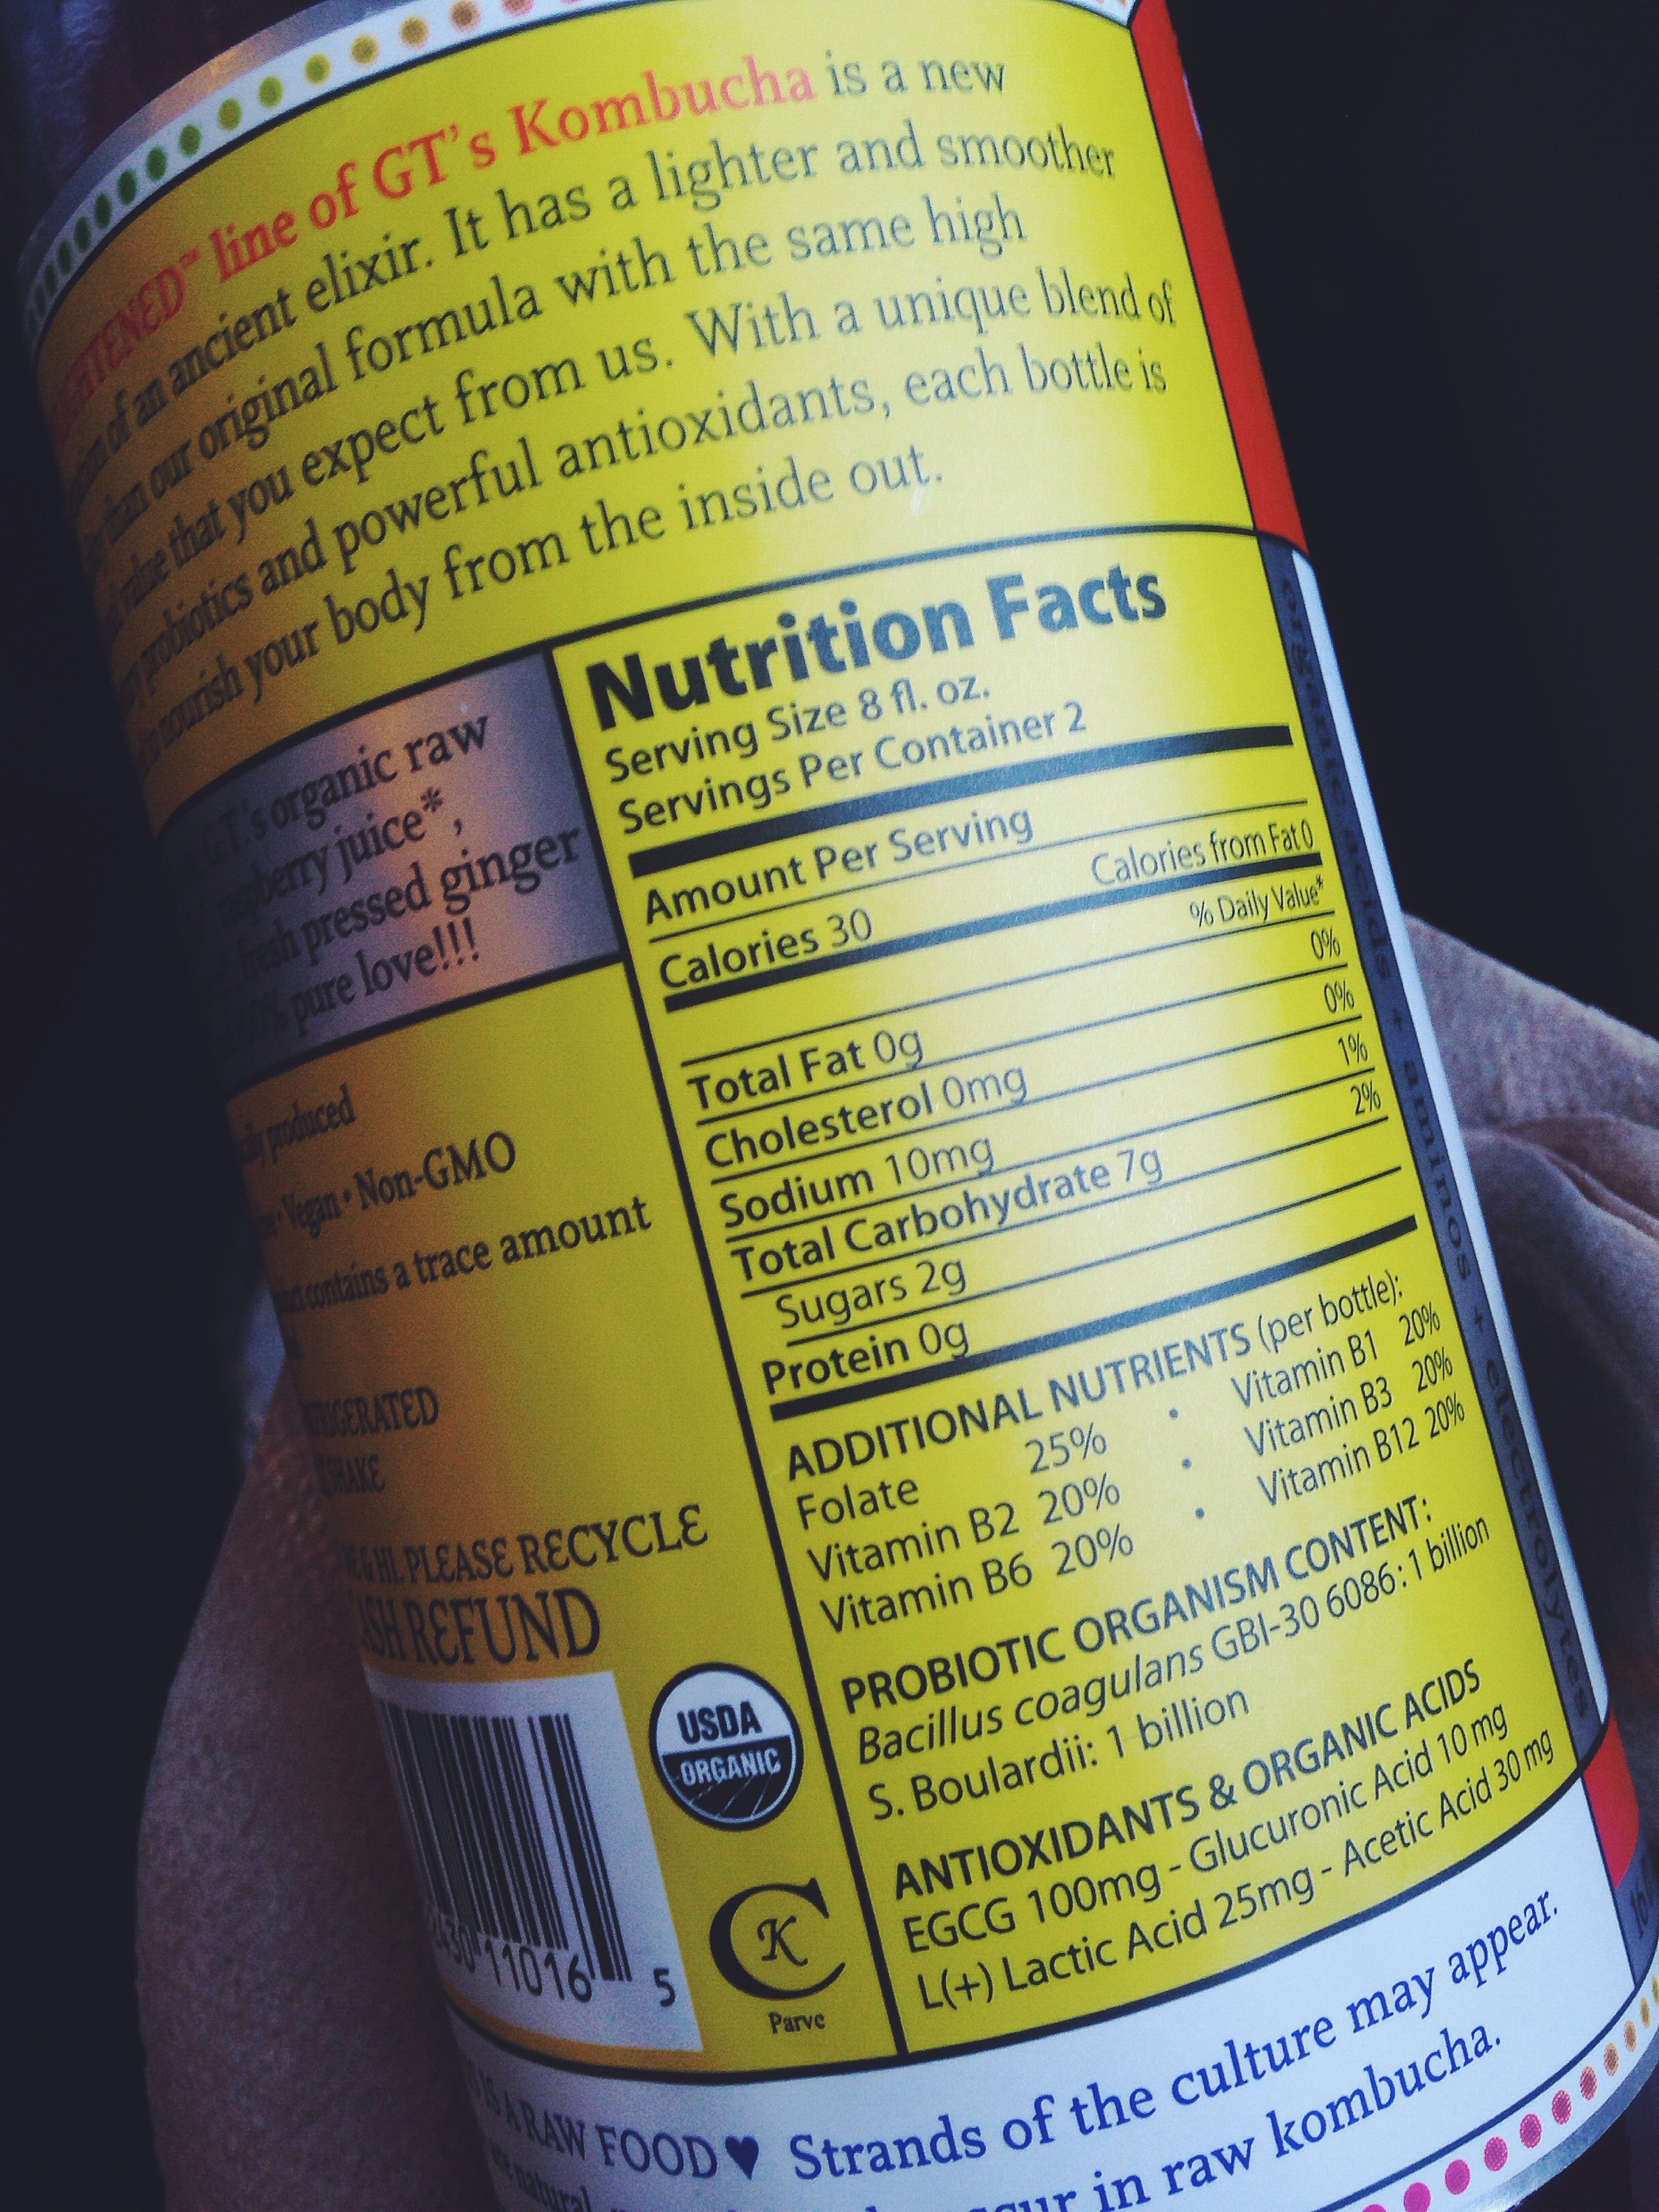 line of GT's Kombucha is a new
of an ancient elixir. It has a lighter and smoother
than our original formula with the same high
value that you expect from us. With a unique blend of
probiotics and powerful antioxidants, each bottle is
nourish your body from the inside out.
G.T.'s organic raw
juice*,
pressed ginger
pure love!!!
produced
Vegan • Non-GMO
contains a trace amount
SHAKE
& HI. PLEASE RECYCLE
REFUND
11016 5
USDA
ORGANIC
K
Parve
Nutrition Facts
Serving Size 8 fl. oz.
Servings Per Container 2
Amount Per Serving
Calories 30 Calories from Fat 0
% Daily Value*
Total Fat 0g 0%
Cholesterol 0mg 0%
Sodium 10mg 1%
Total Carbohydrate 7g 2%
Sugars 2g
Protein 0g
ADDITIONAL NUTRIENTS (per bottle):
Folate 25% • Vitamin B1 20%
Vitamin B2 20% • Vitamin B3 20%
Vitamin B6 20% • Vitamin B12 20%
PROBIOTIC ORGANISM CONTENT:
Bacillus coagulans GBI-30 6086: 1 billion
S. Boulardii: 1 billion
ANTIOXIDANTS & ORGANIC ACIDS
EGCG 100mg - Glucuronic Acid 10 mg
L(+) Lactic Acid 25mg - Acetic Acid 30 mg
organic acids + aminos + electrolytes
IS A RAW FOOD ♥ Strands of the culture may appear.
natural in raw kombucha.